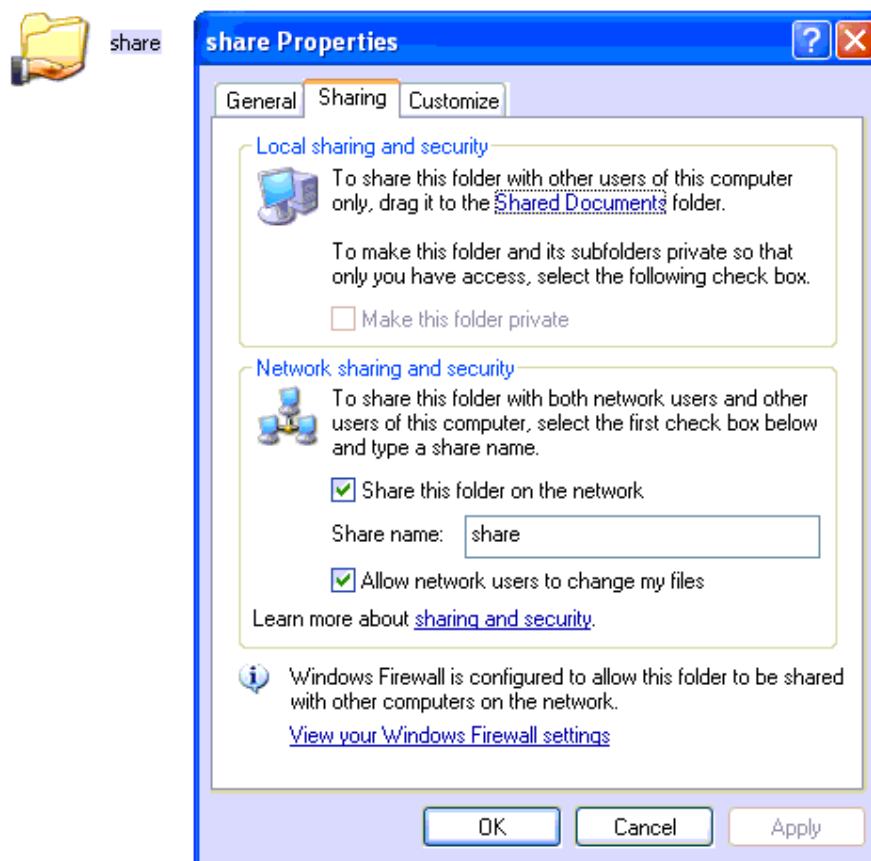 share
share Properties
General Sharing Customize
Local sharing and security
To share this folder with other users of this computer
only, drag it to the Shared Documents folder.
To make this folder and its subfolders private so that
only you have access, select the following check box.
Make this folder private
Network sharing and security
To share this folder with both network users and other
users of this computer, select the first check box below
and type a share name.
Share this folder on the network
Share name: share
Allow network users to change my files
Learn more about sharing and security.
Windows Firewall is configured to allow this folder to be shared
with other computers on the network.
View your Windows Firewall settings
OK Cancel Apply